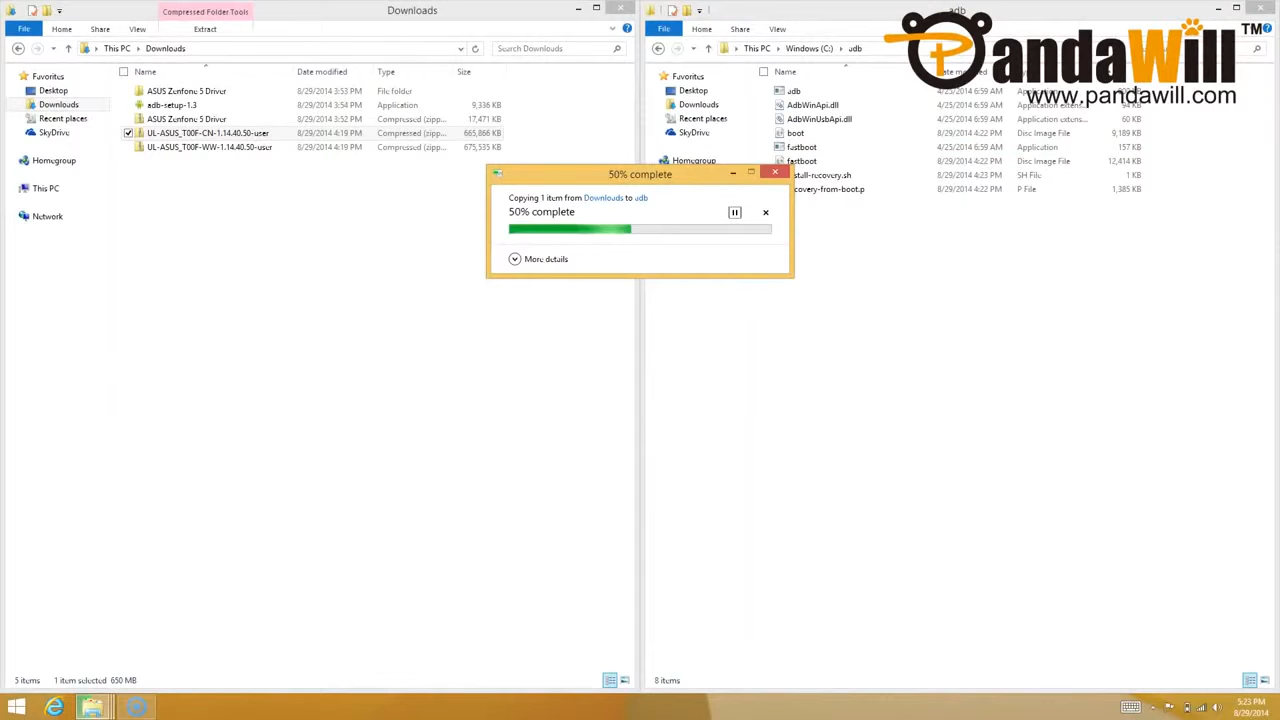 Compressed Folder Tools
Downloads
File
Home
Share
View
Extract
This PC
Downloads
Search Downloads
Favorites
Desktop
Downloads
Recent places
SkyDrive
Homegroup
This PC
Network
Name
Date modified
Type
Size
ASUS Zenfone 5 Driver 8/29/2014 3:53 PM File folder
adb-setup-1.3 8/29/2014 3:54 PM Application 9,336 KB
ASUS Zenfone 5 Driver 8/29/2014 3:52 PM Compressed (zipp... 17,471 KB
UL-ASUS_T00F-CN-1.14.40.50-user 8/29/2014 4:19 PM Compressed (zipp... 665,866 KB
UL-ASUS_T00F-WW-1.14.40.50-user 8/29/2014 4:19 PM Compressed (zipp... 675,535 KB
5 items 1 item selected 650 MB
50% complete
Copying 1 item from Downloads to adb
50% complete
More details
adb
File
Home
Share
View
This PC
Windows (C:)
adb
PandaWill TM
www.pandawill.com
Favorites
Desktop
Downloads
Recent places
SkyDrive
Homegroup
Name
adb 4/25/2014 6:59 AM
AdbWinApi.dll 4/25/2014 6:59 AM Application exten...
AdbWinUsbApi.dll 4/25/2014 6:59 AM Application extens... 60 KB
boot 8/29/2014 4:22 PM Disc Image File 9,189 KB
fastboot 4/25/2014 6:59 AM Application 157 KB
fastboot 8/29/2014 4:22 PM Disc Image File 12,414 KB
stall-recovery.sh 8/29/2014 4:23 PM SH File 1 KB
covery-from-boot.p 8/29/2014 4:22 PM P File 1,385 KB
8 items
5:23 PM
8/29/2014